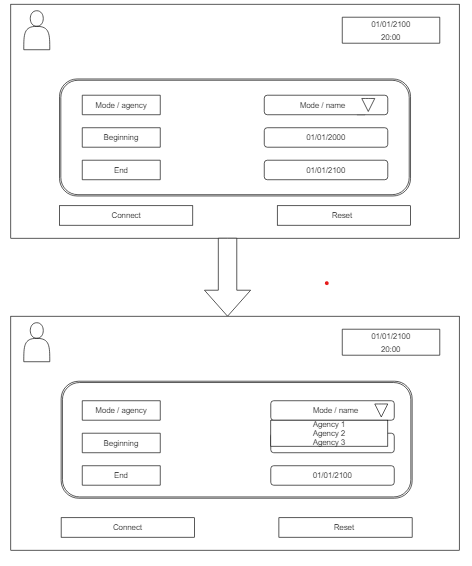 01/01/2100
20:00
Mode / agency
Mode / name
Beginning
01/01/2000
End
01/01/2100
Connect
Reset
01/01/2100
20:00
Mode / agency
Mode / name
Agency 1
Agency 2
Agency 3
Beginning
End
01/01/2100
Connect
Reset